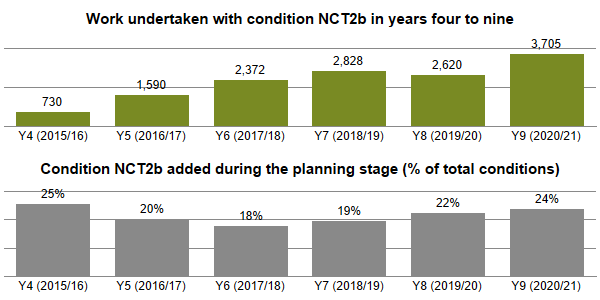 Work undertaken with condition NCT2b in years four to nine
730 1,590 2,372 2,828 2,620 3,705
Y4 (2015/16) Y5 (2016/17) Y6 (2017/18) Y7 (2018/19) Y8 (2019/20) Y9 (2020/21)
Condition NCT2b added during the planning stage (% of total conditions)
25% 20% 18% 19% 22% 24%
Y4 (2015/16) Y5 (2016/17) Y6 (2017/18) Y7 (2018/19) Y8 (2019/20) Y9 (2020/21)